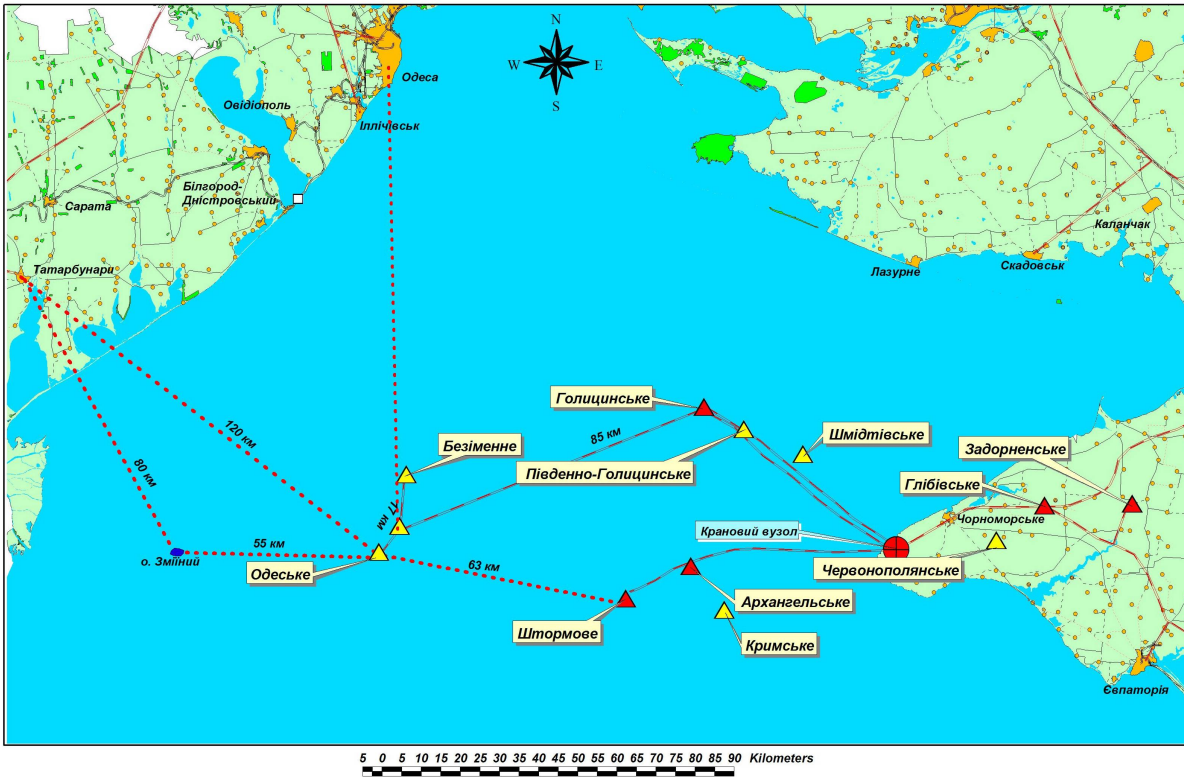 N
W E
S
Одеса
Овідіополь
Іллічівськ
Білгород-
Дністровський
Сарата
Татарбунари
Каланчак
Скадовськ
Лазурне
Голицинське
85 км
Шмідтівське
Безіменне
120 км
Південно-Голицинське
Задорненське
Глібівське
80 км
17 км
Чорноморське
Крановий вузол
55 км
о. Зміїний
63 км
Одеське
Червонополянське
Архангельське
Штормове
Кримське
Євпаторія
5 0 5 10 15 20 25 30 35 40 45 50 55 60 65 70 75 80 85 90 Kilometers